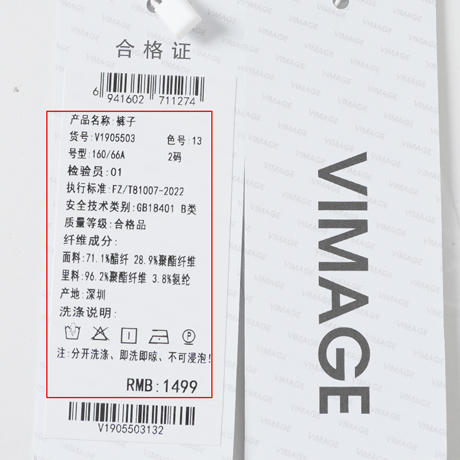 合格证
6 941602 711274
产品名称:裤子
货号:V1905503 色号:13
号型:160/66A 2码
检验员:01
执行标准:FZ/T81007-2022
安全技术类别:GB18401 B类
质量等级:合格品
纤维成分:
面料:71.1%醋纤 28.9%聚酯纤维
里料:96.2%聚酯纤维 3.8%氨纶
产地:深圳
洗涤说明:
注:分开洗涤、即洗即晾、不可浸泡!
RMB:1499
V1905503132
VIMAGE